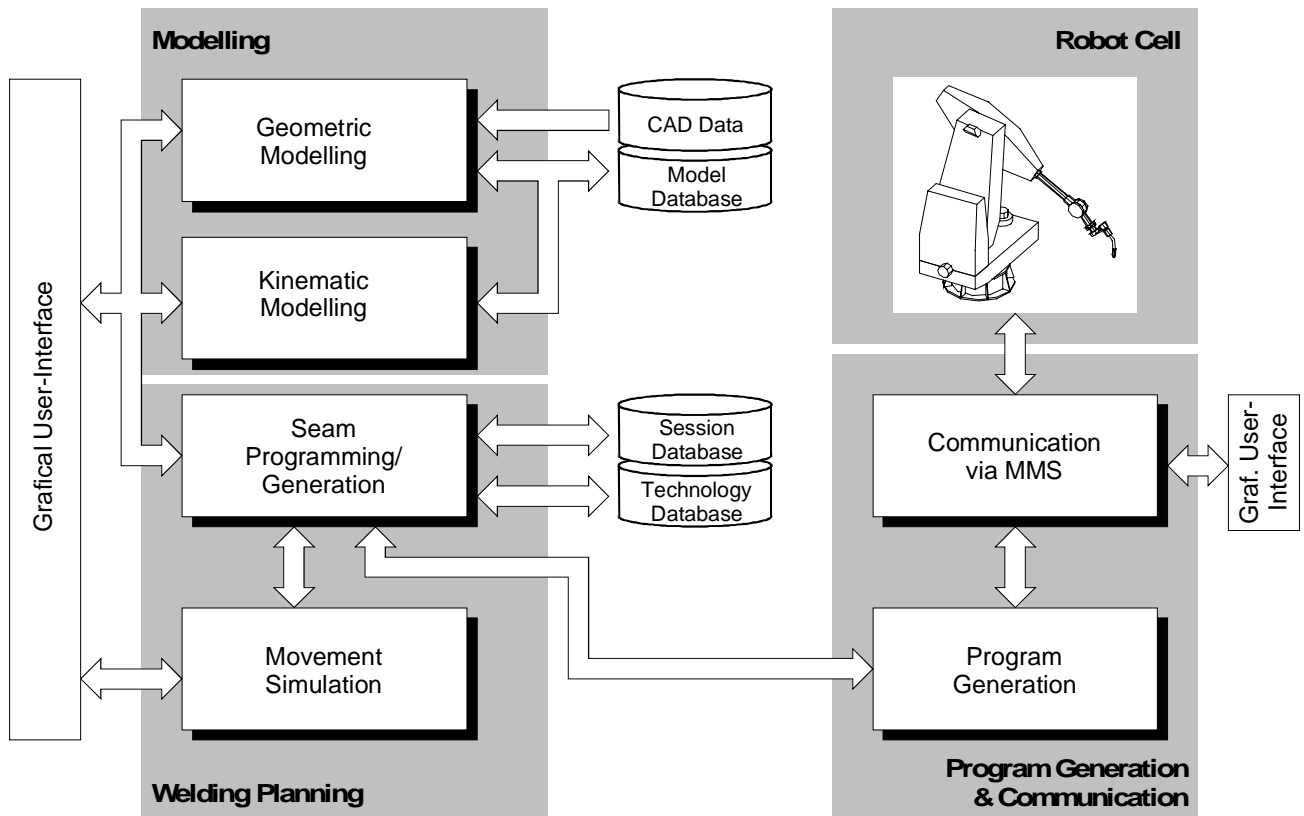 Modelling
Robot Cell
Geometric
Modelling
CAD Data
Model
Database
Kinematic
Modelling
Grafical User-Interface
Seam
Programming/
Generation
Session
Database
Technology
Database
Communication
via MMS
Graf. User-
Interface
Movement
Simulation
Program
Generation
Welding Planning
Program Generation
& Communication